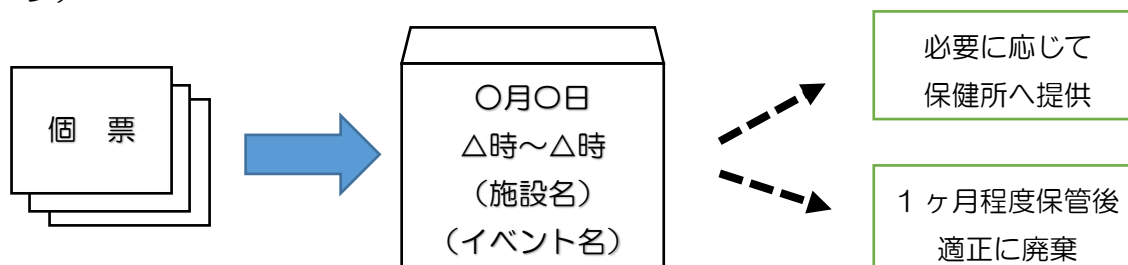 個 票
〇月〇日
△時～△時
（施設名）
（イベント名）
必要に応じて
保健所へ提供
１ヶ月程度保管後
適正に廃棄